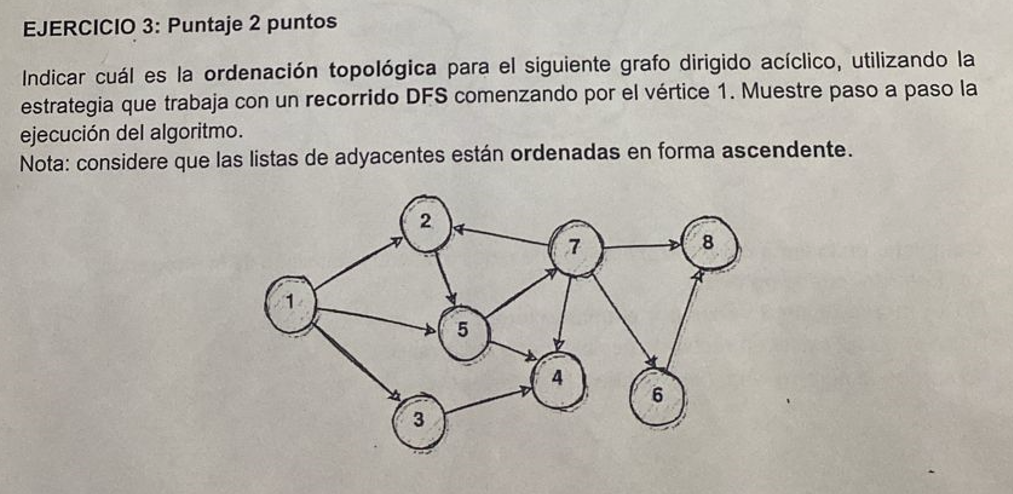 EJERCICIO 3: Puntaje 2 puntos
Indicar cuál es la ordenación topológica para el siguiente grafo dirigido acíclico, utilizando la
estrategia que trabaja con un recorrido DFS comenzando por el vértice 1. Muestre paso a paso la
ejecución del algoritmo.
Nota: considere que las listas de adyacentes están ordenadas en forma ascendente.
2
7
8
1
5
4
6
3